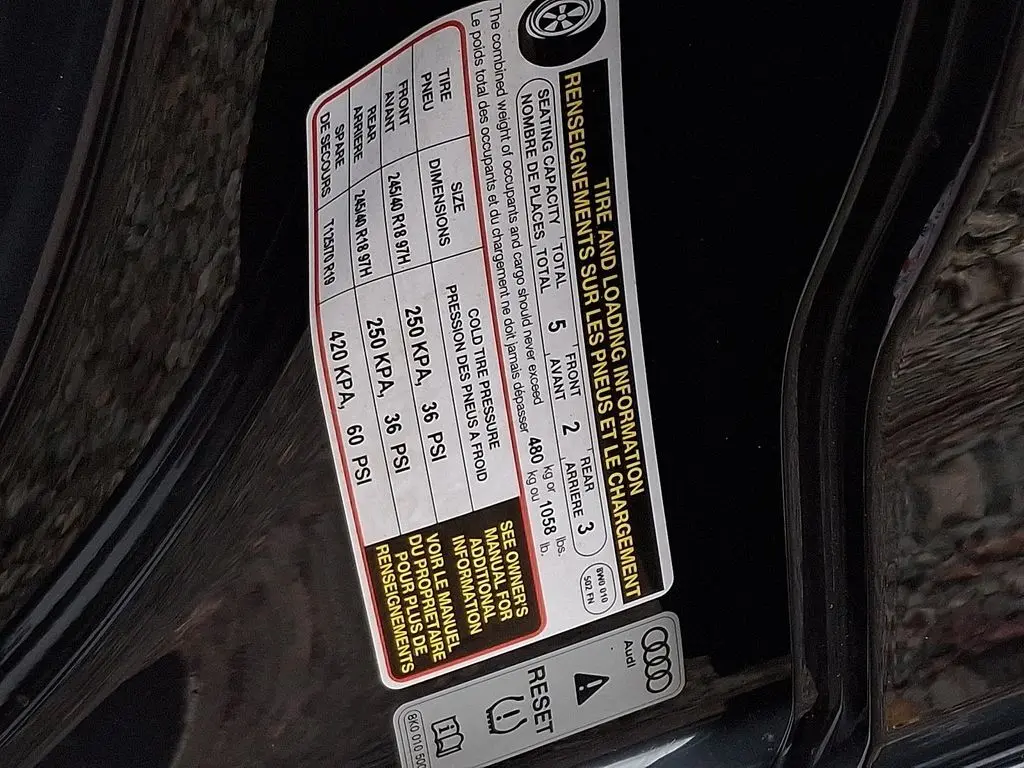 TIRE AND LOADING INFORMATION
RENSEIGNEMENTS SUR LES PNEUS ET LE CHARGEMENT
SEATING CAPACITY TOTAL 5 FRONT 2 REAR 3
NOMBRE DE PLACES TOTAL AVANT ARRIERE
8W0 010
502 FN
The combined weight of occupants and cargo should never exceed 480 kg or 1058 lbs.
Le poids total des occupants et du chargement ne doit jamais dépasser kg ou lb.
TIRE SIZE COLD TIRE PRESSURE
PNEU DIMENSIONS PRESSION DES PNEUS A FROID
FRONT 245/40 R18 97H 250 KPA, 36 PSI
AVANT
REAR 245/40 R18 97H 250 KPA, 36 PSI
ARRIERE
SPARE T125/70 R19 420 KPA, 60 PSI
DE SECOURS
SEE OWNER'S
MANUAL FOR
ADDITIONAL
INFORMATION
VOIR LE MANUEL
DU PROPRIETAIRE
POUR PLUS DE
RENSEIGNEMENTS
Audi
RESET
8K0 010 500